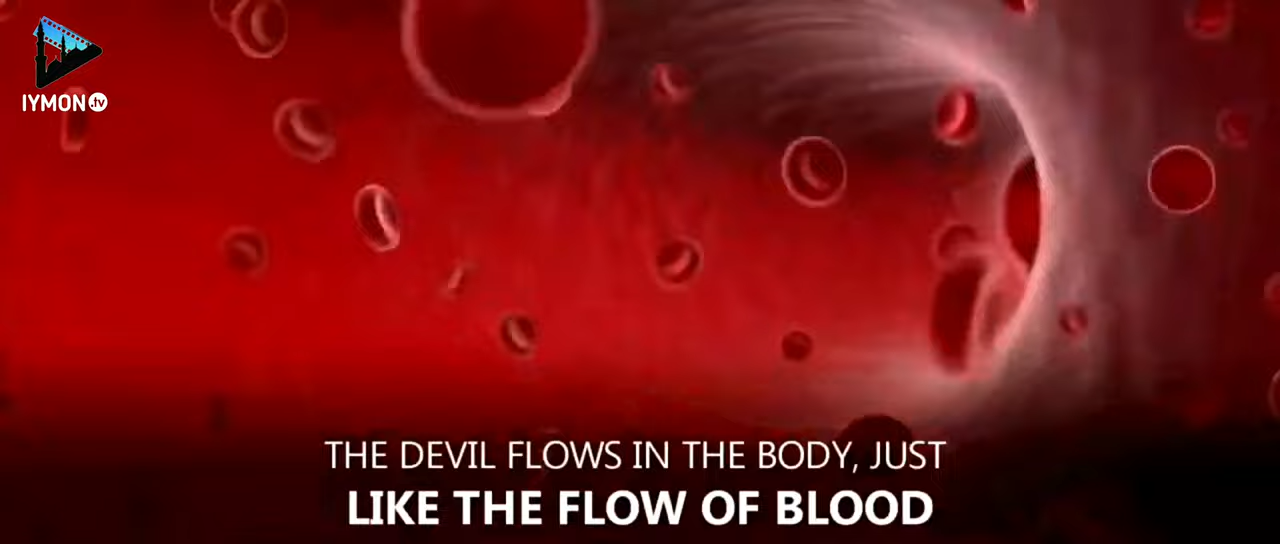 IYMON.tv
THE DEVIL FLOWS IN THE BODY, JUST
LIKE THE FLOW OF BLOOD